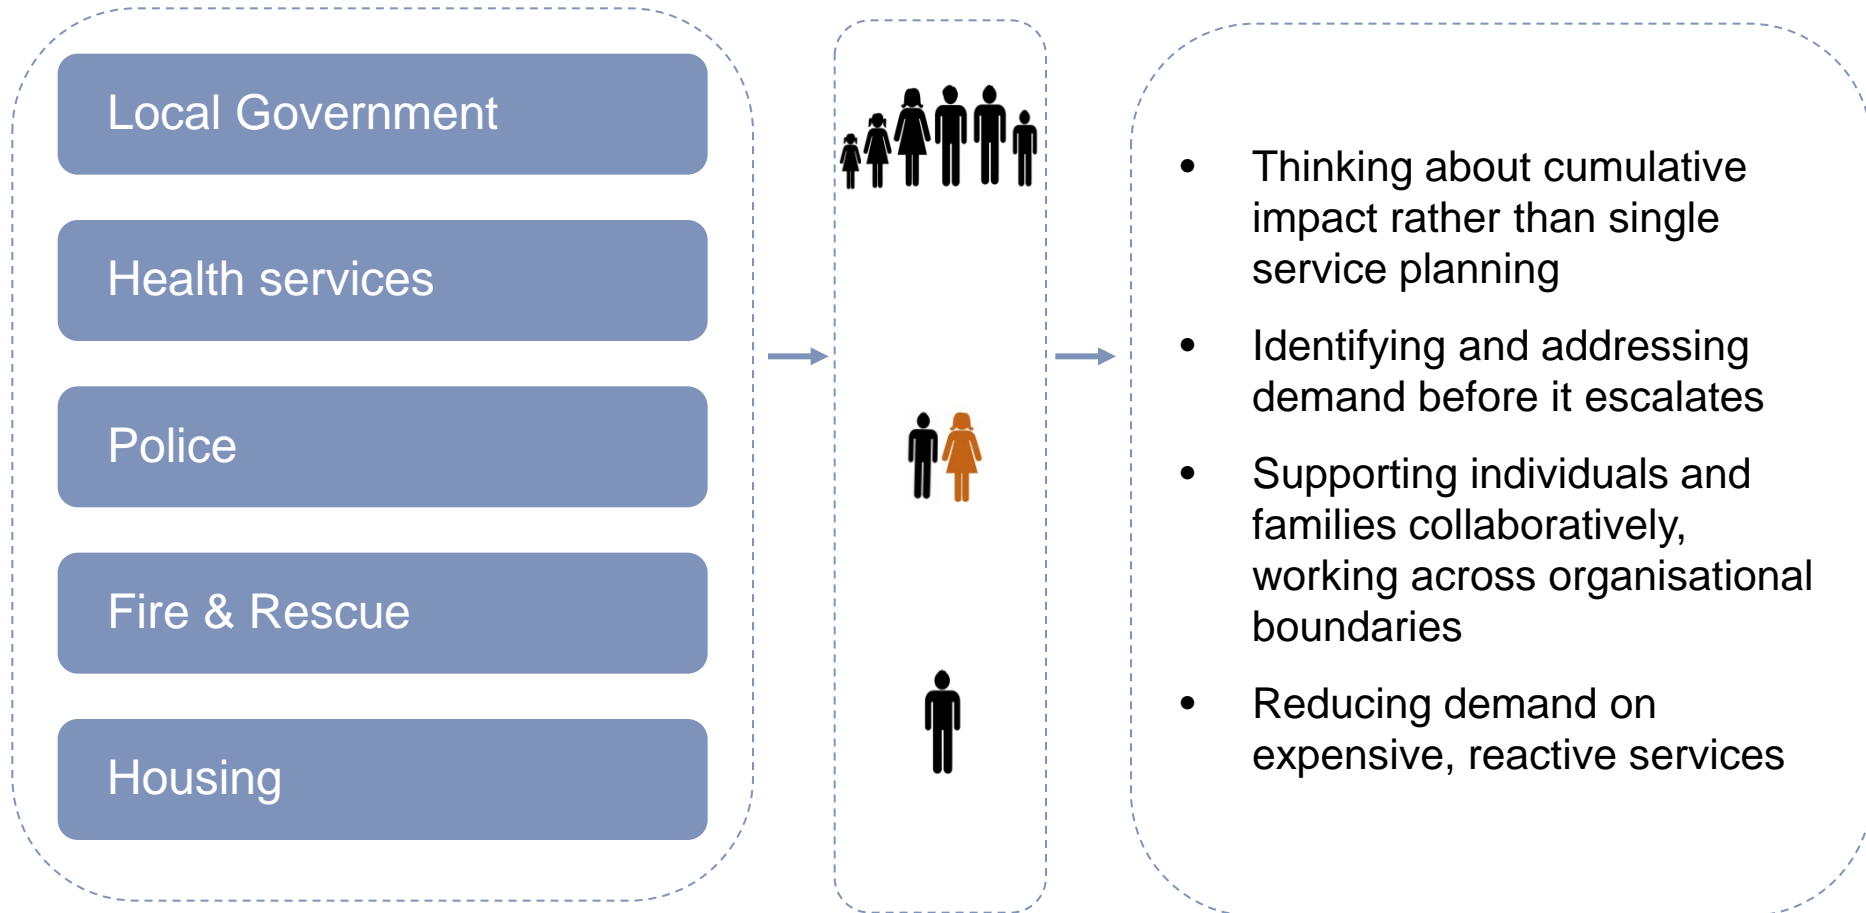 Local Government
Health services
Police
Fire & Rescue
Housing
• Thinking about cumulative
impact rather than single
service planning
• Identifying and addressing
demand before it escalates
• Supporting individuals and
families collaboratively,
working across organisational
boundaries
• Reducing demand on
expensive, reactive services